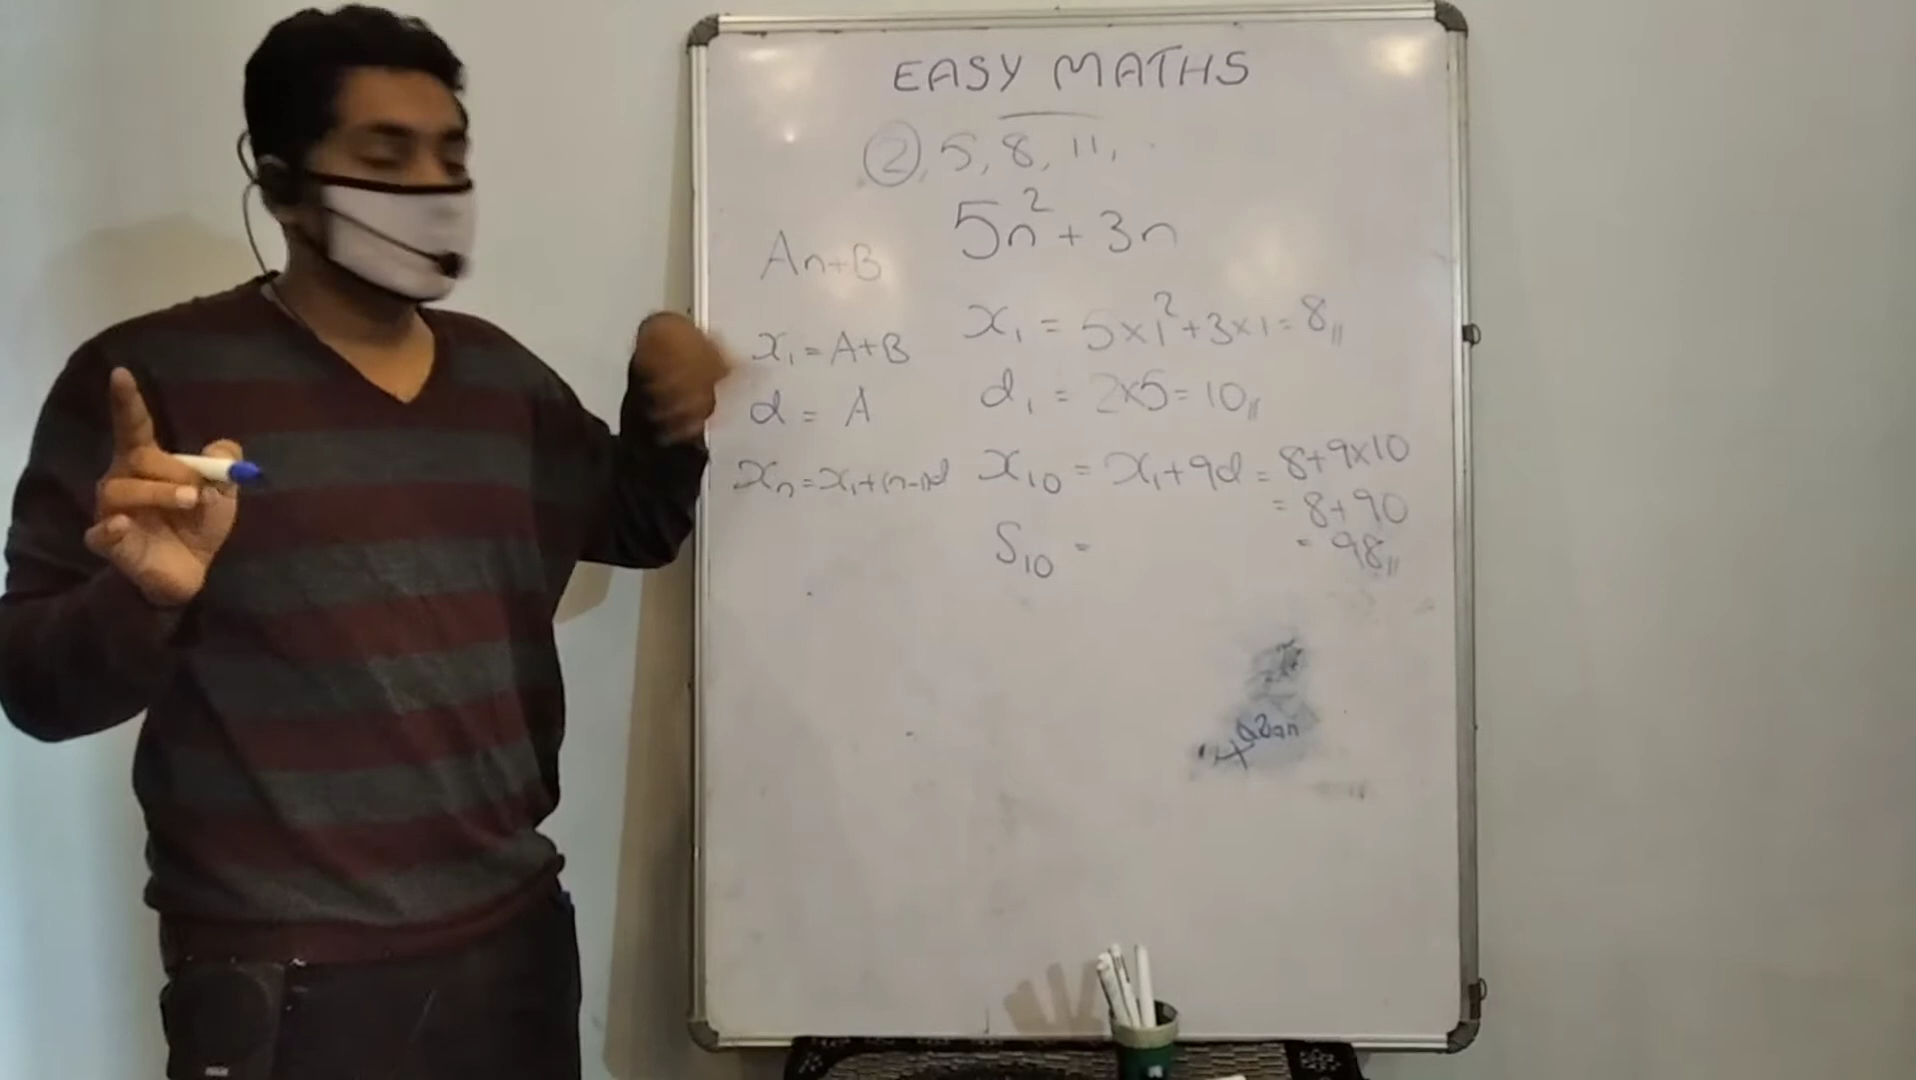 EASY MATHS
2, 5, 8, 11,
5n²+3n
An+B
x₁ = 5×1²+3×1=8
x₁=A+B
d₁ = 2×5=10
d = A
xₙ=x₁+(n-1)d
x₁₀ = x₁+9d = 8+9×10
= 8+90
= 98
S₁₀ =